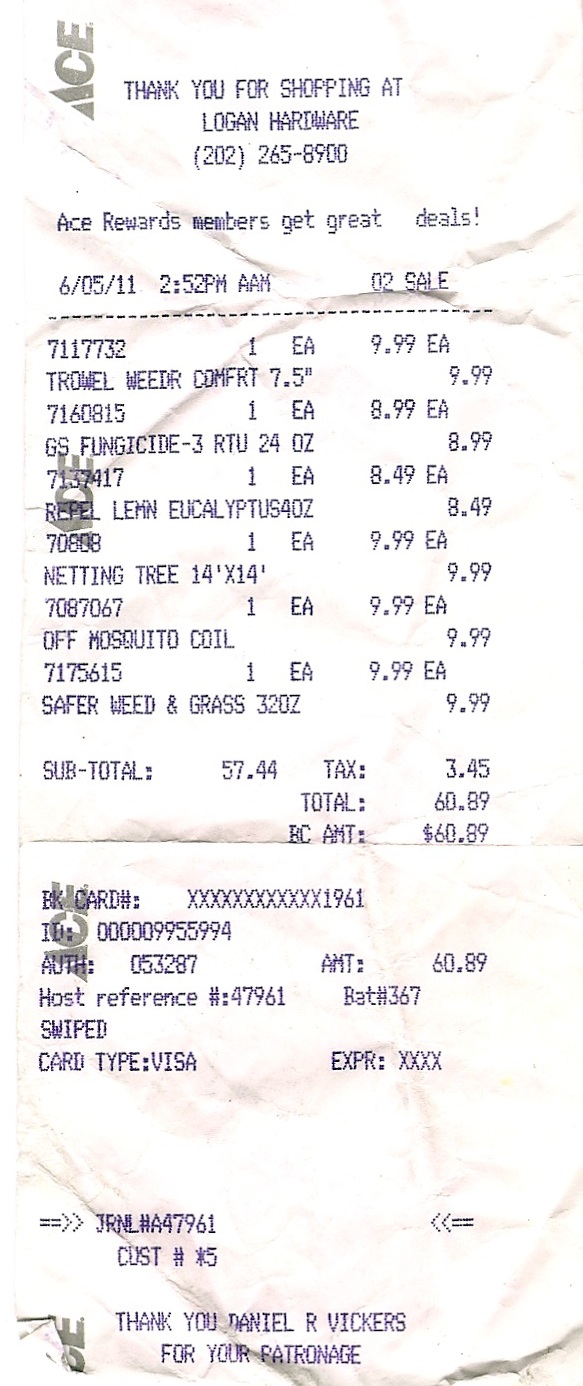 ACE
THANK YOU FOR SHOPPING AT
LOGAN HARDWARE
(202) 265-8900
Ace Rewards members get great deals!
6/05/11 2:52PM AAM 02 SALE
---------------------------------------------
7117732 1 EA 9.99 EA
TROWEL WEEDR COMFRT 7.5" 9.99
7160815 1 EA 8.99 EA
GS FUNGICIDE-3 RTU 24 OZ 8.99
7137417 1 EA 8.49 EA
REPEL LEMN EUCALYPTUS4OZ 8.49
70808 1 EA 9.99 EA
NETTING TREE 14'X14' 9.99
7087067 1 EA 9.99 EA
OFF MOSQUITO COIL 9.99
7175615 1 EA 9.99 EA
SAFER WEED & GRASS 32OZ 9.99
SUB-TOTAL: 57.44 TAX: 3.45
TOTAL: 60.89
BC AMT: $60.89
ACE
BK CARD#: XXXXXXXXXXXX1961
ID: 000009955994
AUTH: 053287 AMT: 60.89
Host reference #:47961 Bat#367
SWIPED
CARD TYPE:VISA EXPR: XXXX
==>> JRNL#A47961 <<==
CUST # *5
THANK YOU DANIEL R VICKERS
FOR YOUR PATRONAGE